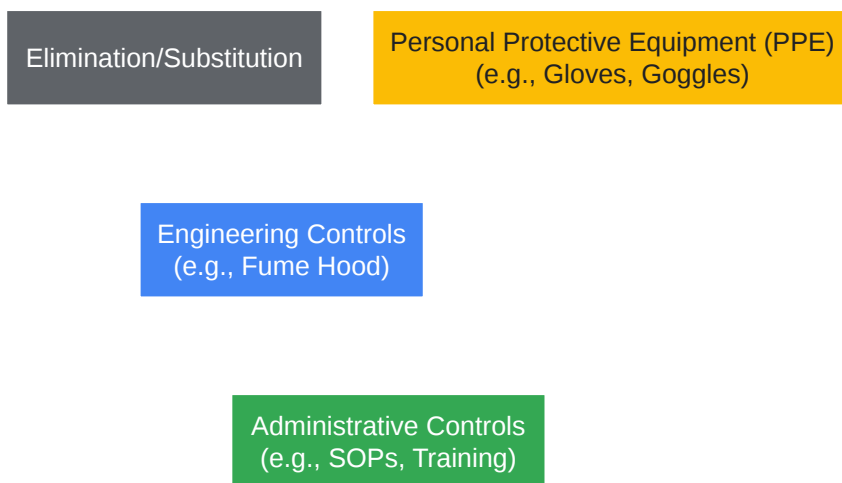 Elimination/Substitution
Personal Protective Equipment (PPE)
(e.g., Gloves, Goggles)
Engineering Controls
(e.g., Fume Hood)
Administrative Controls
(e.g., SOPs, Training)